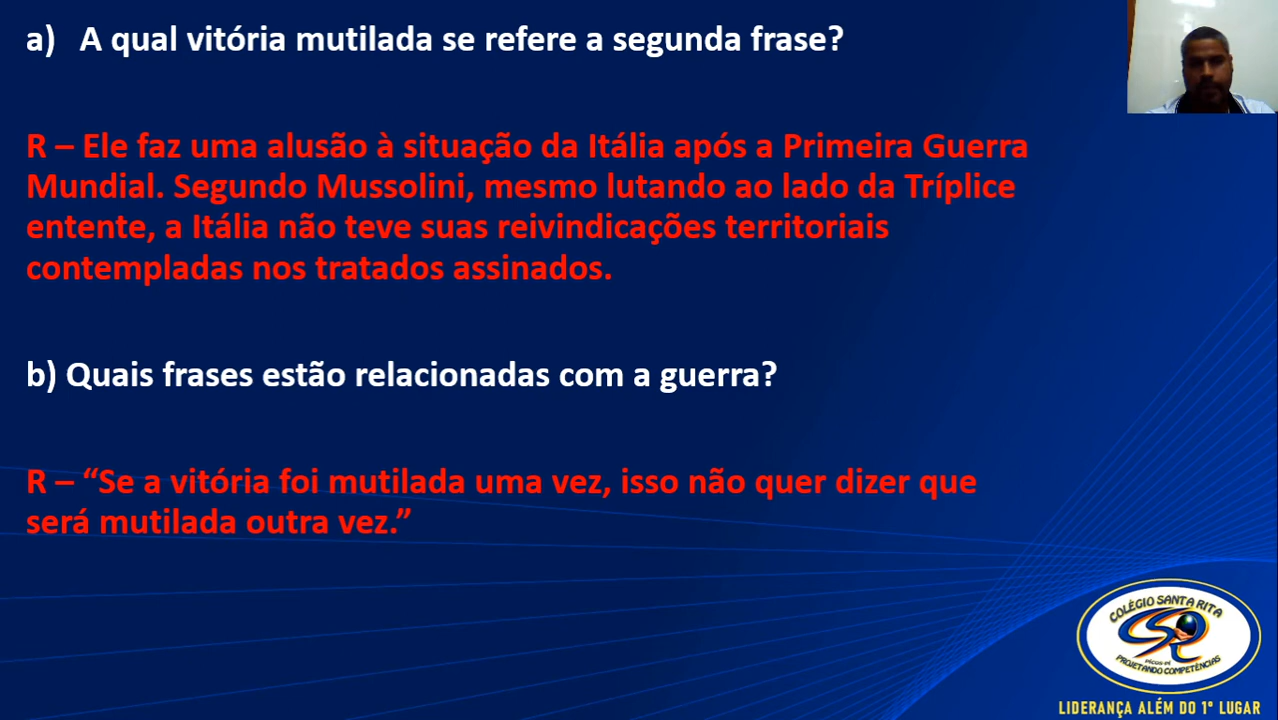 a) A qual vitória mutilada se refere a segunda frase?
R – Ele faz uma alusão à situação da Itália após a Primeira Guerra
Mundial. Segundo Mussolini, mesmo lutando ao lado da Tríplice
entente, a Itália não teve suas reivindicações territoriais
contempladas nos tratados assinados.
b) Quais frases estão relacionadas com a guerra?
R – “Se a vitória foi mutilada uma vez, isso não quer dizer que
será mutilada outra vez.”
COLÉGIO SANTA RITA
PICOS-PI
PROJETANDO COMPETÊNCIAS
LIDERANÇA ALÉM DO 1º LUGAR